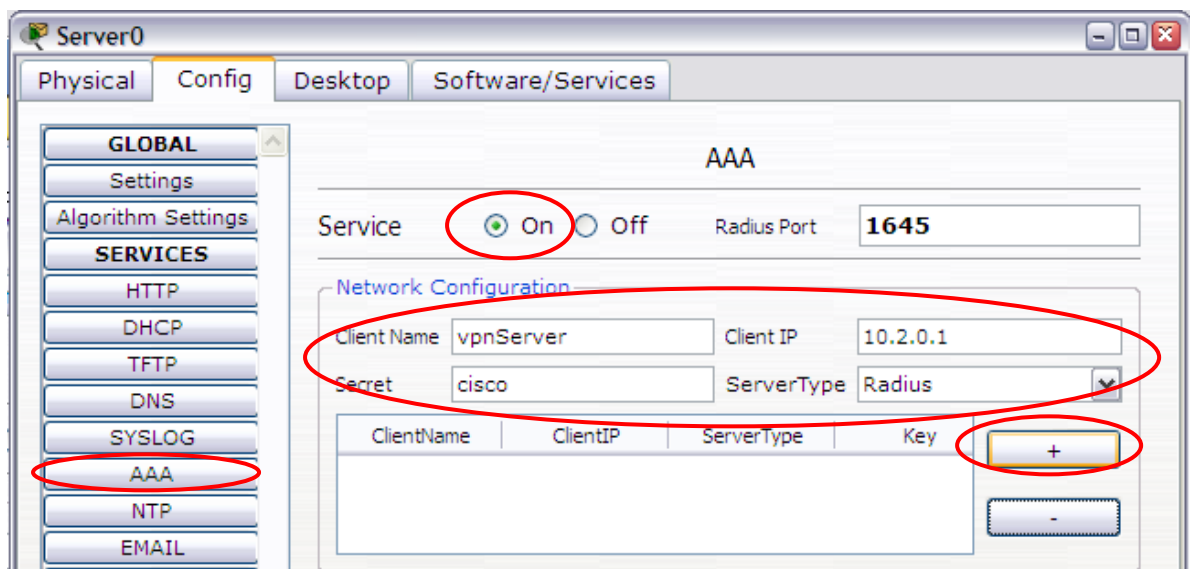 Server0
Physical Config Desktop Software/Services
GLOBAL
Settings
Algorithm Settings
SERVICES
HTTP
DHCP
TFTP
DNS
SYSLOG
AAA
NTP
EMAIL
AAA
Service On Off Radius Port 1645
Network Configuration
Client Name vpnServer Client IP 10.2.0.1
Secret cisco ServerType Radius
ClientName ClientIP ServerType Key
+
-